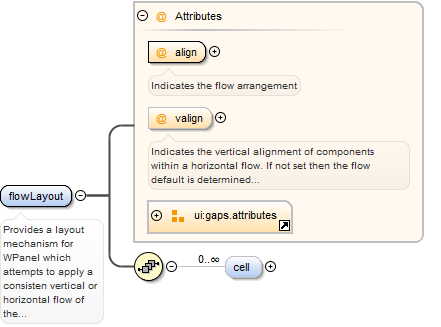 @ Attributes
@ align
Indicates the flow arrangement
@ valign
Indicates the vertical alignment of components
within a horizontal flow. If not set then the flow
default is determined...
ui:gaps.attributes
flowLayout
Provides a layout
mechanism for
WPanel which
attempts to apply a
consisten vertical or
horizontal flow of
the...
0..∞
cell